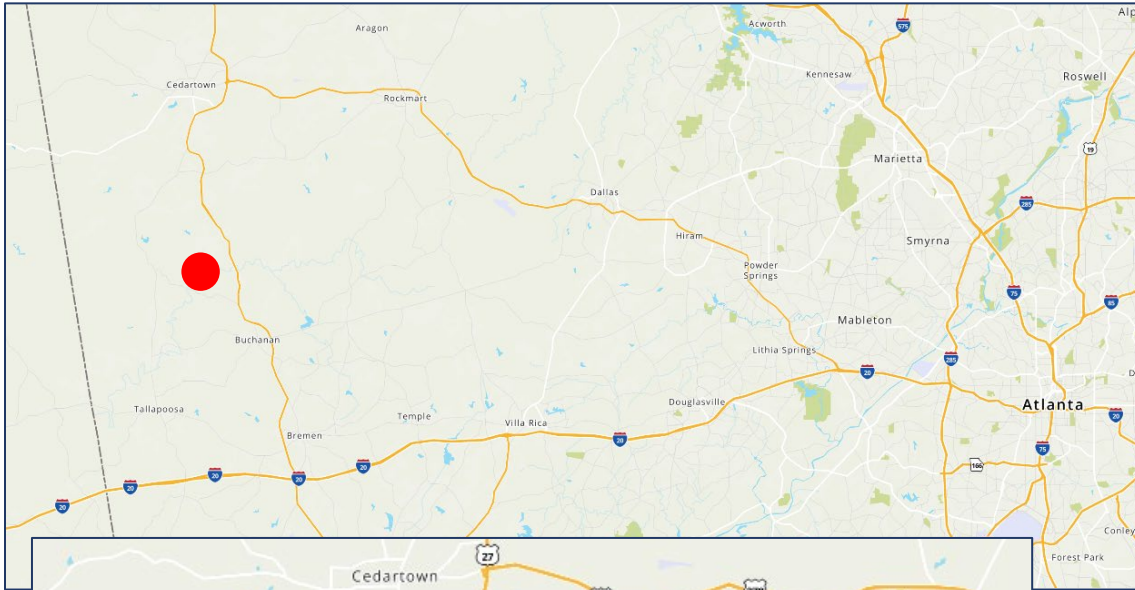 Alp
Aragon
Acworth
575
Cedartown
Kennesaw
Roswell
Rockmart
19
Marietta
Dallas
285
Hiram
Smyrna
Powder
Springs
75
85
Mableton
Buchanan
Lithia Springs
285
20
D
Tallapoosa
Temple
Villa Rica
Douglasville
Atlanta
20
Bremen
20
75
20
20
20
20
20
166
Conley
Forest Park
27
Cedartown